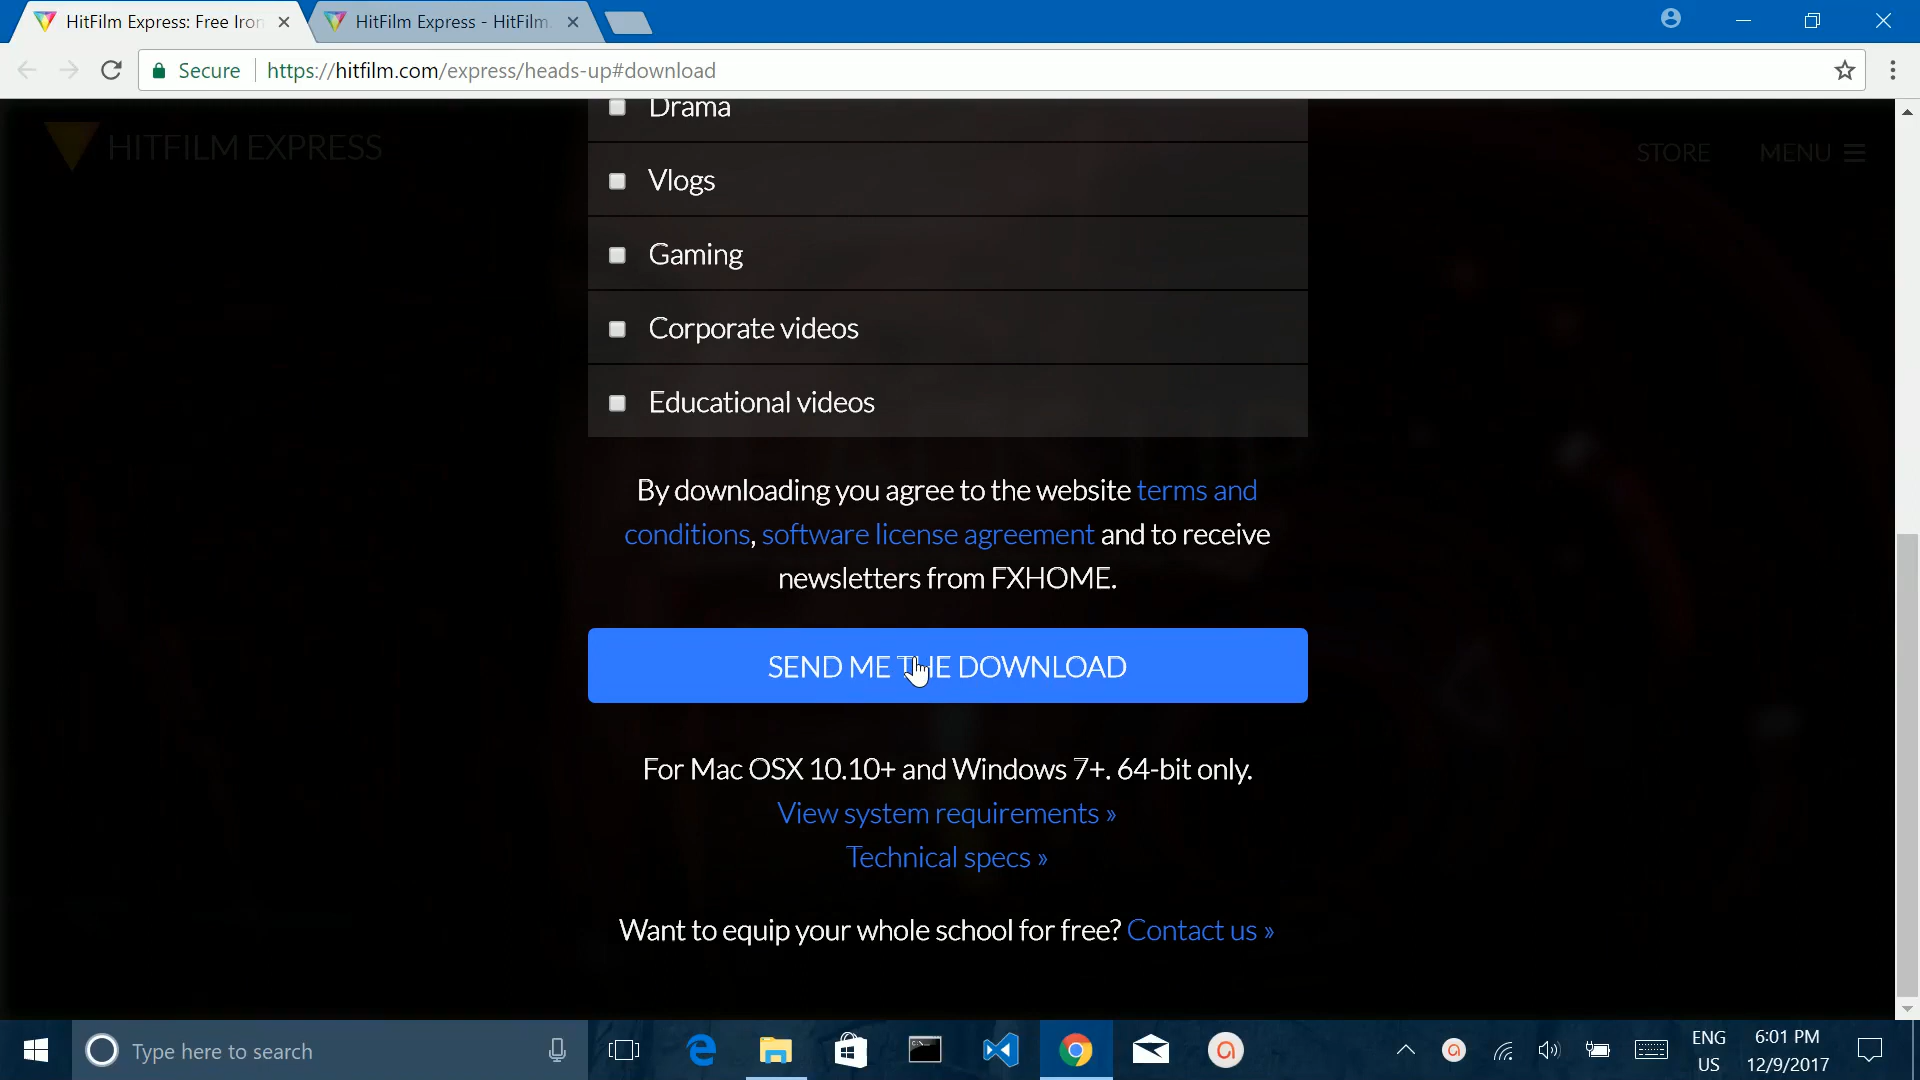 HitFilm Express: Free Iron
HitFilm Express - HitFilm.
Secure
https://hitfilm.com/express/heads-up#download
HITFILM EXPRESS
STORE
MENU
Drama
Vlogs
Gaming
Corporate videos
Educational videos
By downloading you agree to the website terms and
conditions, software license agreement and to receive
newsletters from FXHOME.
SEND ME THE DOWNLOAD
For Mac OSX 10.10+ and Windows 7+. 64-bit only.
View system requirements »
Technical specs »
Want to equip your whole school for free? Contact us »
Type here to search
ENG
US
6:01 PM
12/9/2017